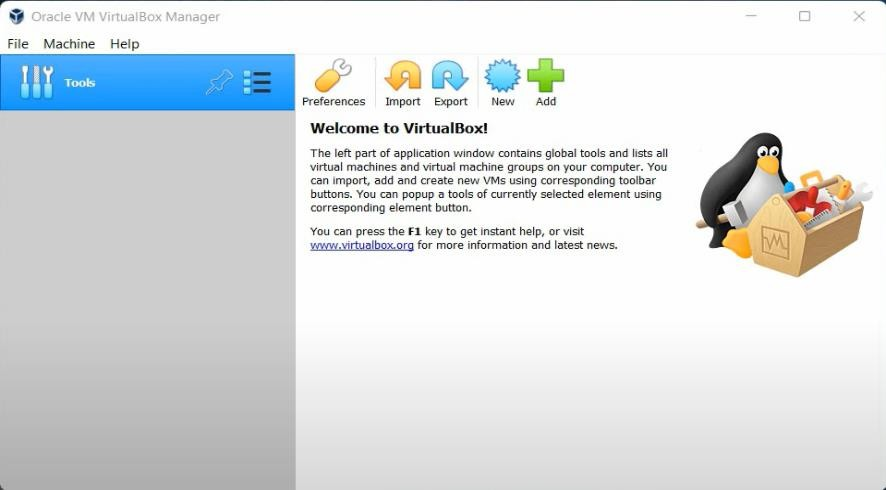 Oracle VM VirtualBox Manager
File Machine Help
Tools
Preferences Import Export New Add
Welcome to VirtualBox!
The left part of application window contains global tools and lists all
virtual machines and virtual machine groups on your computer. You
can import, add and create new VMs using corresponding toolbar
buttons. You can popup a tools of currently selected element using
corresponding element button.
You can press the F1 key to get instant help, or visit
www.virtualbox.org for more information and latest news.